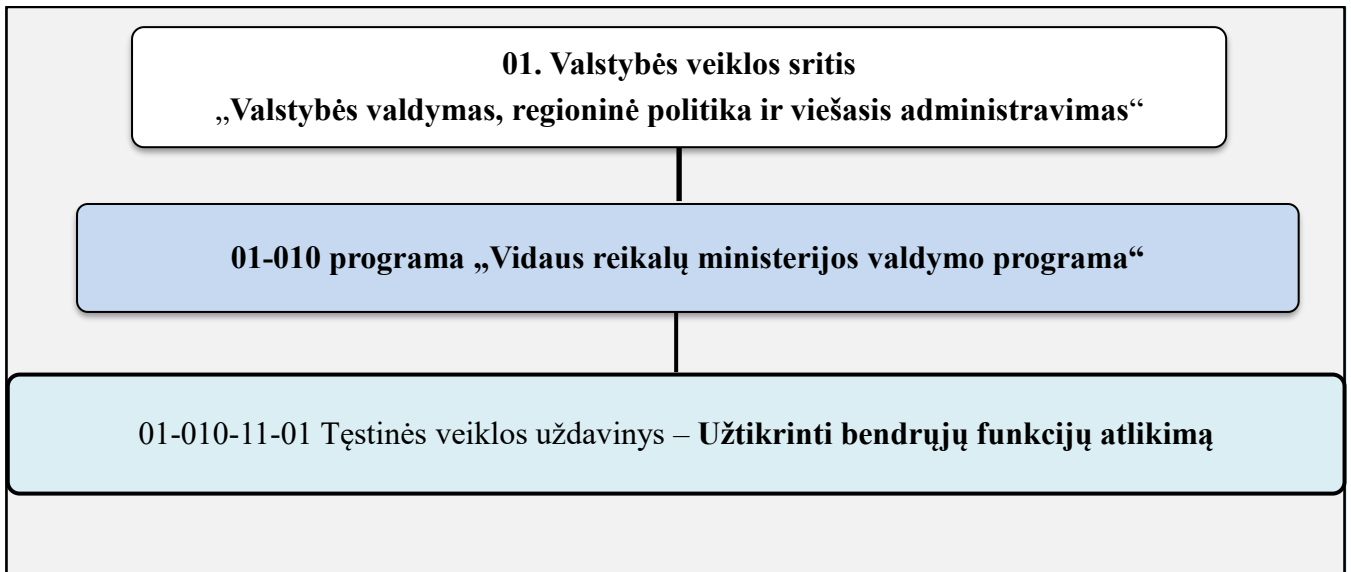 01. Valstybės veiklos sritis
„Valstybės valdymas, regioninė politika ir viešasis administravimas“
01-010 programa „Vidaus reikalų ministerijos valdymo programa“
01-010-11-01 Tęstinės veiklos uždavinys – Užtikrinti bendrųjų funkcijų atlikimą